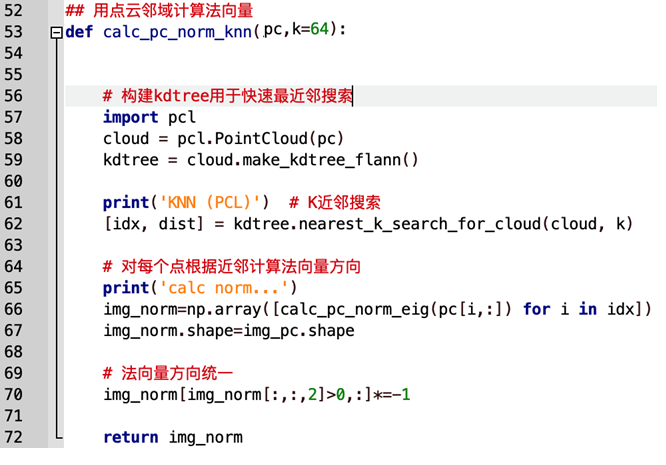 52 ## 用点云邻域计算法向量
53 def calc_pc_norm_knn(pc,k=64):
54
55
56 # 构建kdtree用于快速最近邻搜索
57 import pcl
58 cloud = pcl.PointCloud(pc)
59 kdtree = cloud.make_kdtree_flann()
60
61 print('KNN (PCL)') # K近邻搜索
62 [idx, dist] = kdtree.nearest_k_search_for_cloud(cloud, k)
63
64 # 对每个点根据近邻计算法向量方向
65 print('calc norm...')
66 img_norm=np.array([calc_pc_norm_eig(pc[i,:]) for i in idx])
67 img_norm.shape=img_pc.shape
68
69 # 法向量方向统一
70 img_norm[img_norm[:,:,2]>0,:]*=-1
71
72 return img_norm